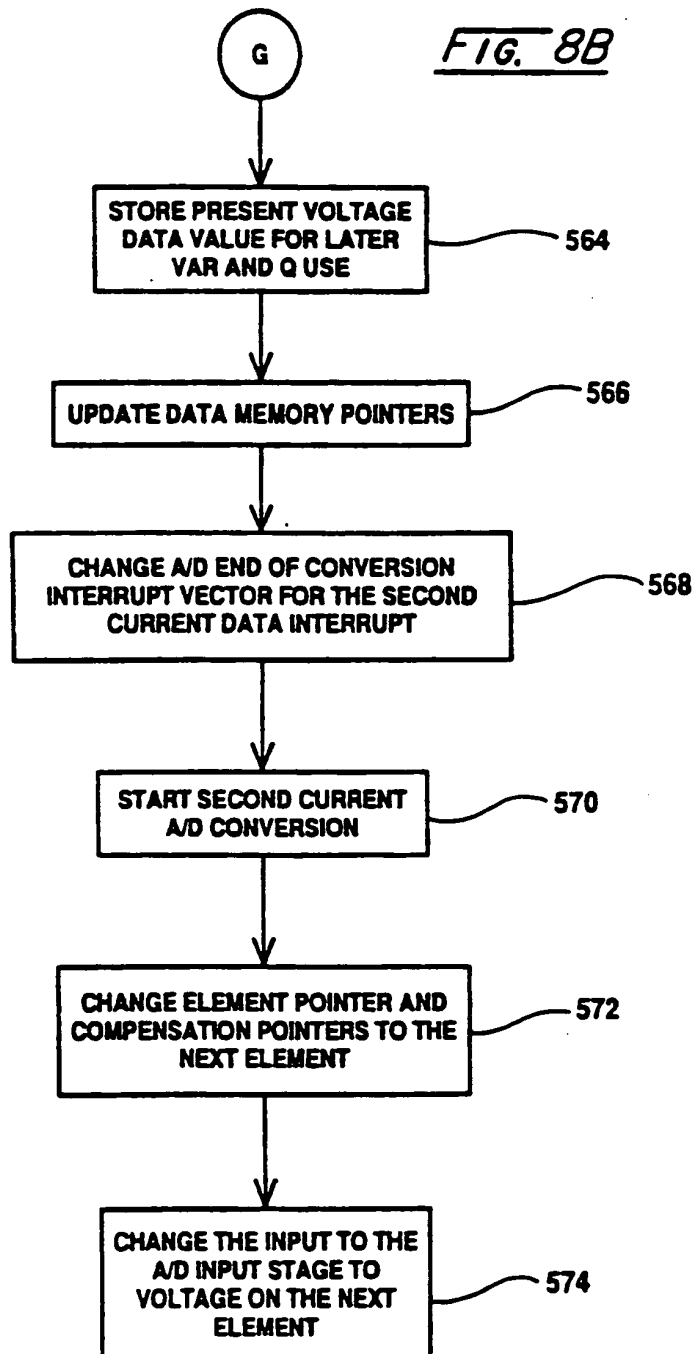 G
FIG. 8B
STORE PRESENT VOLTAGE
DATA VALUE FOR LATER
VAR AND Q USE
564
UPDATE DATA MEMORY POINTERS
566
CHANGE A/D END OF CONVERSION
INTERRUPT VECTOR FOR THE SECOND
CURRENT DATA INTERRUPT
568
START SECOND CURRENT
A/D CONVERSION
570
CHANGE ELEMENT POINTER AND
COMPENSATION POINTERS TO THE
NEXT ELEMENT
572
CHANGE THE INPUT TO THE
A/D INPUT STAGE TO
VOLTAGE ON THE NEXT
ELEMENT
574